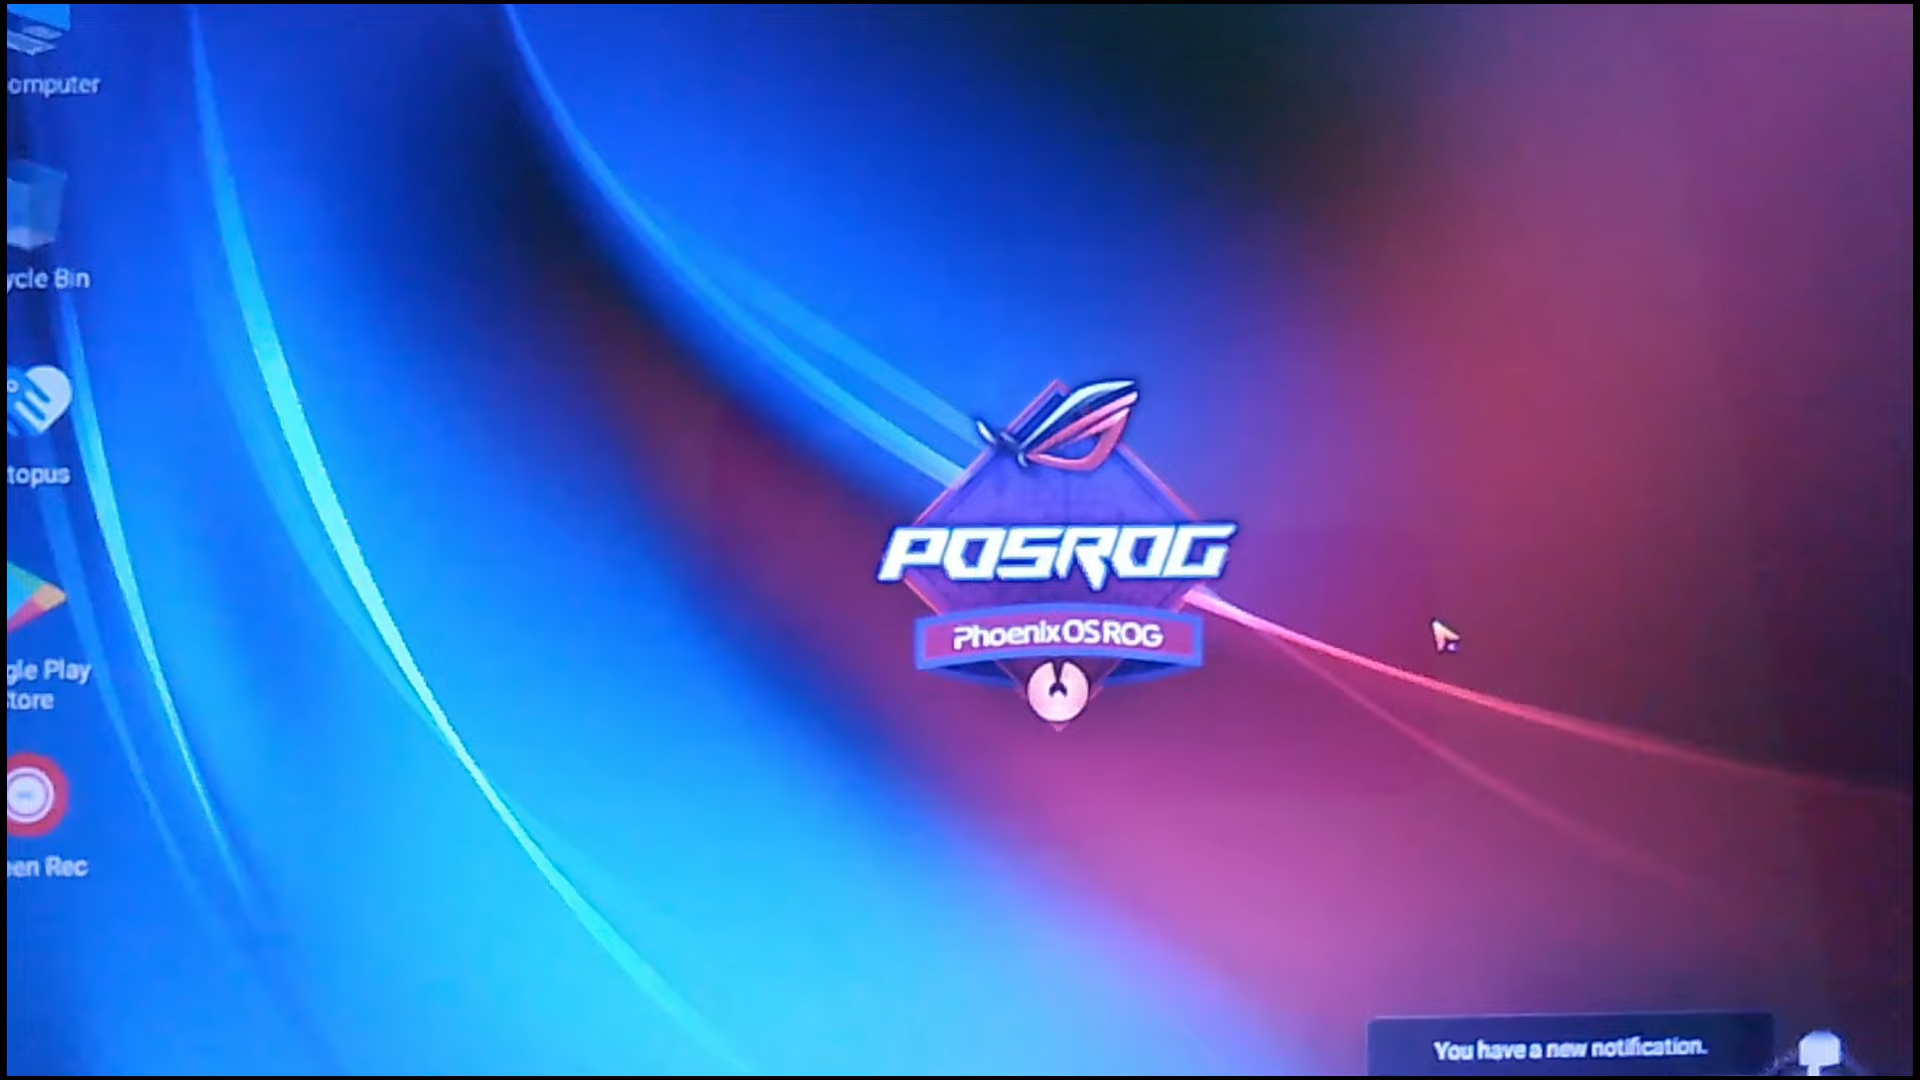 omputer
ycle Bin
topus
gle Play
tore
een Rec
POSROG
Phoenix OS ROG
You have a new notification.